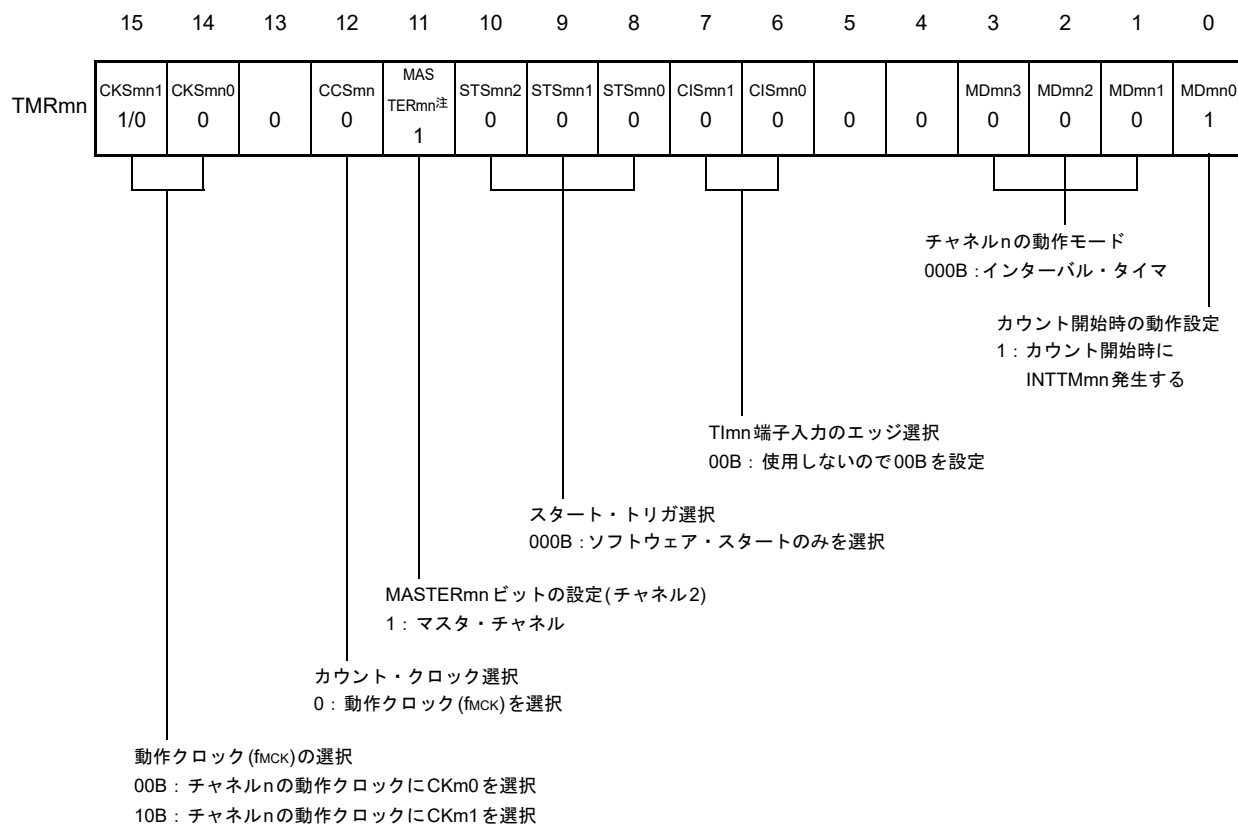 15 14 13 12 11 10 9 8 7 6 5 4 3 2 1 0
TMRmn
CKSmn1 CKSmn0 CCSmn MAS TERmn注 STSmn2 STSmn1 STSmn0 CISmn1 CISmn0 MDmn3 MDmn2 MDmn1 MDmn0
1/0 0 0 0 1 0 0 0 0 0 0 0 0 0 0 1
チャネルnの動作モード
000B:インターバル・タイマ
カウント開始時の動作設定
1:カウント開始時に
INTTMmn発生する
TImn端子入力のエッジ選択
00B:使用しないので00Bを設定
スタート・トリガ選択
000B:ソフトウェア・スタートのみを選択
MASTERmnビットの設定(チャネル2)
1:マスタ・チャネル
カウント・クロック選択
0:動作クロック(fMCK)を選択
動作クロック(fMCK)の選択
00B:チャネルnの動作クロックにCKm0を選択
10B:チャネルnの動作クロックにCKm1を選択